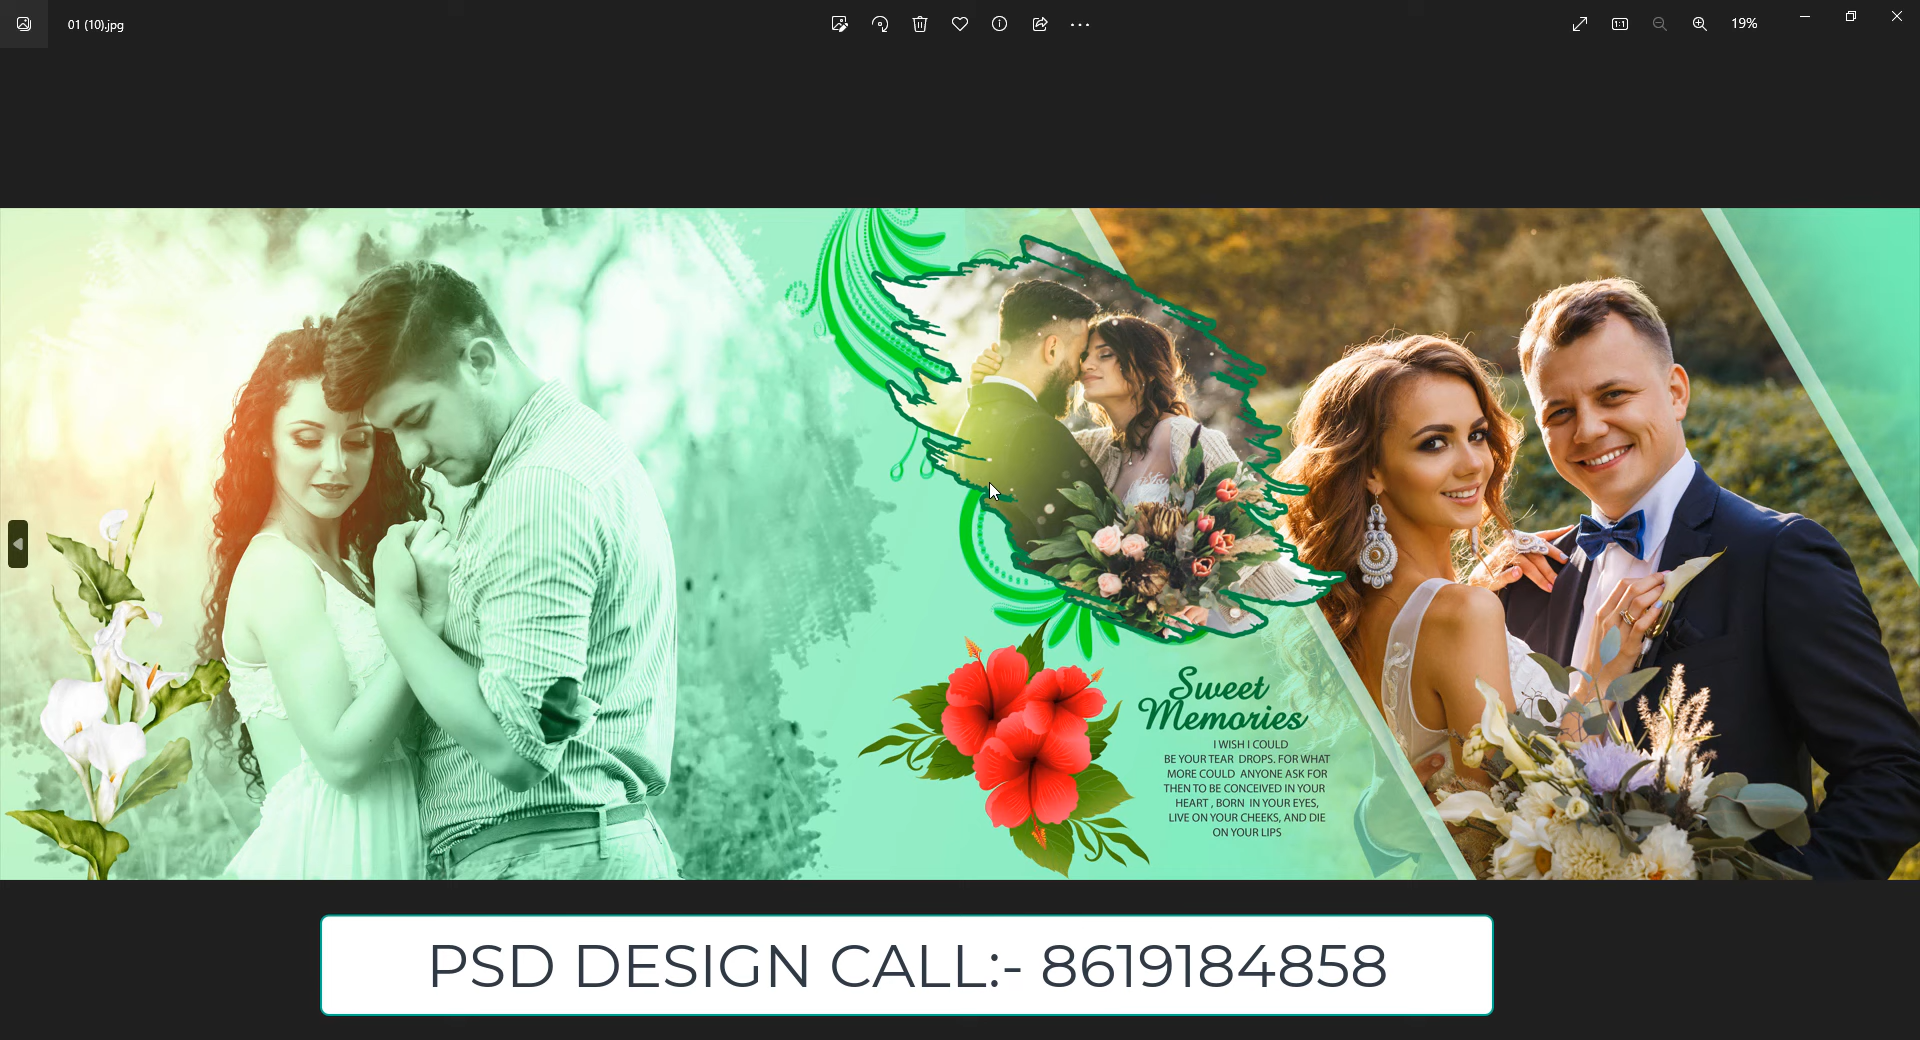 01 (10).jpg
1:1
19%
Sweet
Memories
I WISH I COULD
BE YOUR TEAR DROPS. FOR WHAT
MORE COULD ANYONE ASK FOR
THEN TO BE CONCEIVED IN YOUR
HEART , BORN IN YOUR EYES,
LIVE ON YOUR CHEEKS, AND DIE
ON YOUR LIPS
PSD DESIGN CALL:- 8619184858